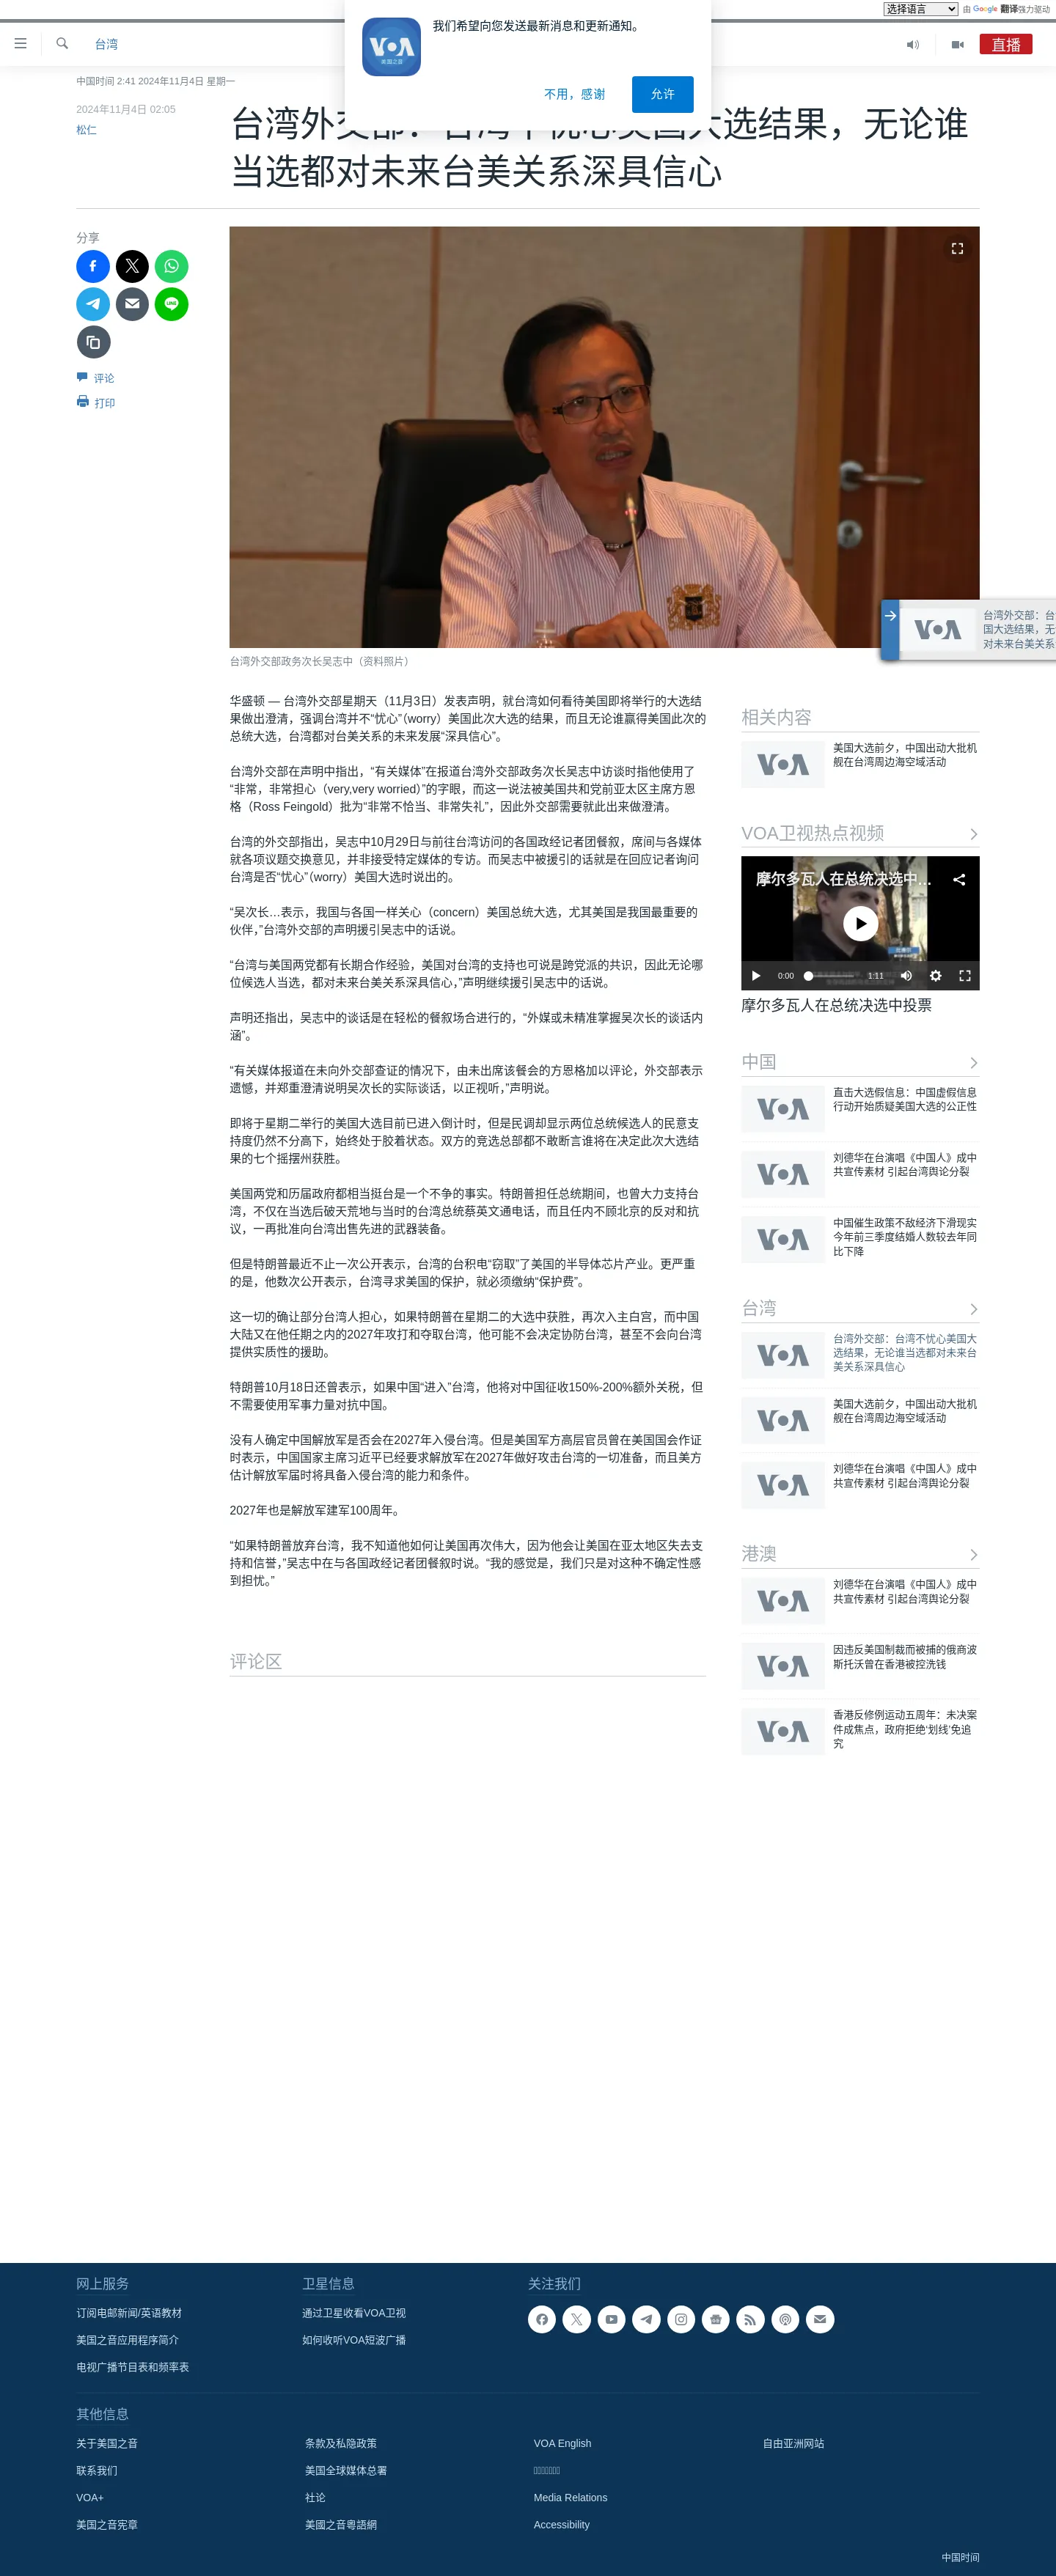 选择语言 由 Google 翻译强力驱动
我们希望向您发送最新消息和更新通知。
VOA
美国之音
不用，感谢
允许
台湾
直播
中国时间 2:41 2024年11月4日 星期一
2024年11月4日 02:05
松仁
台湾外交部：台湾不忧心美国大选结果，无论谁
当选都对未来台美关系深具信心
分享
LINE
评论
打印
台湾外交部政务次长吴志中（资料照片）
VOA
台湾外交部：台
国大选结果，无
对未来台美关系
华盛顿 — 台湾外交部星期天（11月3日）发表声明，就台湾如何看待美国即将举行的大选结
果做出澄清，强调台湾并不“忧心”（worry）美国此次大选的结果，而且无论谁赢得美国此次的
总统大选，台湾都对台美关系的未来发展“深具信心”。
台湾外交部在声明中指出，“有关媒体”在报道台湾外交部政务次长吴志中访谈时指他使用了
“非常，非常担心（very,very worried）”的字眼，而这一说法被美国共和党前亚太区主席方恩
格（Ross Feingold）批为“非常不恰当、非常失礼”，因此外交部需要就此出来做澄清。
台湾的外交部指出，吴志中10月29日与前往台湾访问的各国政经记者团餐叙，席间与各媒体
就各项议题交换意见，并非接受特定媒体的专访。而吴志中被援引的话就是在回应记者询问
台湾是否“忧心”（worry）美国大选时说出的。
“吴次长…表示，我国与各国一样关心（concern）美国总统大选，尤其美国是我国最重要的
伙伴，”台湾外交部的声明援引吴志中的话说。
“台湾与美国两党都有长期合作经验，美国对台湾的支持也可说是跨党派的共识，因此无论哪
位候选人当选，都对未来台美关系深具信心，”声明继续援引吴志中的话说。
声明还指出，吴志中的谈话是在轻松的餐叙场合进行的，“外媒或未精准掌握吴次长的谈话内
涵”。
“有关媒体报道在未向外交部查证的情况下，由未出席该餐会的方恩格加以评论，外交部表示
遗憾，并郑重澄清说明吴次长的实际谈话，以正视听，”声明说。
即将于星期二举行的美国大选目前已进入倒计时，但是民调却显示两位总统候选人的民意支
持度仍然不分高下，始终处于胶着状态。双方的竞选总部都不敢断言谁将在决定此次大选结
果的七个摇摆州获胜。
美国两党和历届政府都相当挺台是一个不争的事实。特朗普担任总统期间，也曾大力支持台
湾，不仅在当选后破天荒地与当时的台湾总统蔡英文通电话，而且任内不顾北京的反对和抗
议，一再批准向台湾出售先进的武器装备。
但是特朗普最近不止一次公开表示，台湾的台积电“窃取”了美国的半导体芯片产业。更严重
的是，他数次公开表示，台湾寻求美国的保护，就必须缴纳“保护费”。
这一切的确让部分台湾人担心，如果特朗普在星期二的大选中获胜，再次入主白宫，而中国
大陆又在他任期之内的2027年攻打和夺取台湾，他可能不会决定协防台湾，甚至不会向台湾
提供实质性的援助。
特朗普10月18日还曾表示，如果中国“进入”台湾，他将对中国征收150%-200%额外关税，但
不需要使用军事力量对抗中国。
没有人确定中国解放军是否会在2027年入侵台湾。但是美国军方高层官员曾在美国国会作证
时表示，中国国家主席习近平已经要求解放军在2027年做好攻击台湾的一切准备，而且美方
估计解放军届时将具备入侵台湾的能力和条件。
2027年也是解放军建军100周年。
“如果特朗普放弃台湾，我不知道他如何让美国再次伟大，因为他会让美国在亚太地区失去支
持和信誉，”吴志中在与各国政经记者团餐叙时说。“我的感觉是，我们只是对这种不确定性感
到担忧。”
评论区
相关内容
VOA
美国大选前夕，中国出动大批机
舰在台湾周边海空域活动
VOA卫视热点视频
摩尔多瓦人在总统决选中…
0:00
1:11
摩尔多瓦人在总统决选中投票
中国
VOA
直击大选假信息：中国虚假信息
行动开始质疑美国大选的公正性
VOA
刘德华在台演唱《中国人》成中
共宣传素材 引起台湾舆论分裂
VOA
中国催生政策不敌经济下滑现实
今年前三季度结婚人数较去年同
比下降
台湾
VOA
台湾外交部：台湾不忧心美国大
选结果，无论谁当选都对未来台
美关系深具信心
VOA
美国大选前夕，中国出动大批机
舰在台湾周边海空域活动
VOA
刘德华在台演唱《中国人》成中
共宣传素材 引起台湾舆论分裂
港澳
VOA
刘德华在台演唱《中国人》成中
共宣传素材 引起台湾舆论分裂
VOA
因违反美国制裁而被捕的俄商波
斯托沃曾在香港被控洗钱
VOA
香港反修例运动五周年：未决案
件成焦点，政府拒绝‘划线’免追
究
网上服务
订阅电邮新闻/英语教材
美国之音应用程序简介
电视广播节目表和频率表
卫星信息
通过卫星收看VOA卫视
如何收听VOA短波广播
关注我们
其他信息
关于美国之音
联系我们
VOA+
美国之音宪章
条款及私隐政策
美国全球媒体总署
社论
美國之音粵語網
VOA English
Media Relations
Accessibility
自由亚洲网站
中国时间